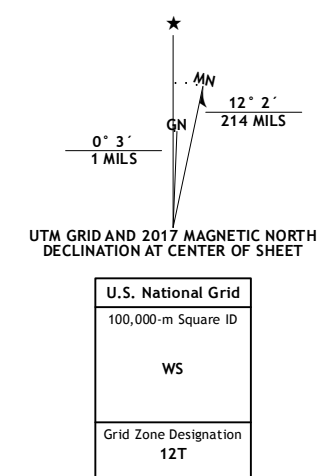 ★
MN
GN
12° 2´
214 MILS
0° 3´
1 MILS
UTM GRID AND 2017 MAGNETIC NORTH
DECLINATION AT CENTER OF SHEET
U.S. National Grid
100,000-m Square ID
WS
Grid Zone Designation
12T